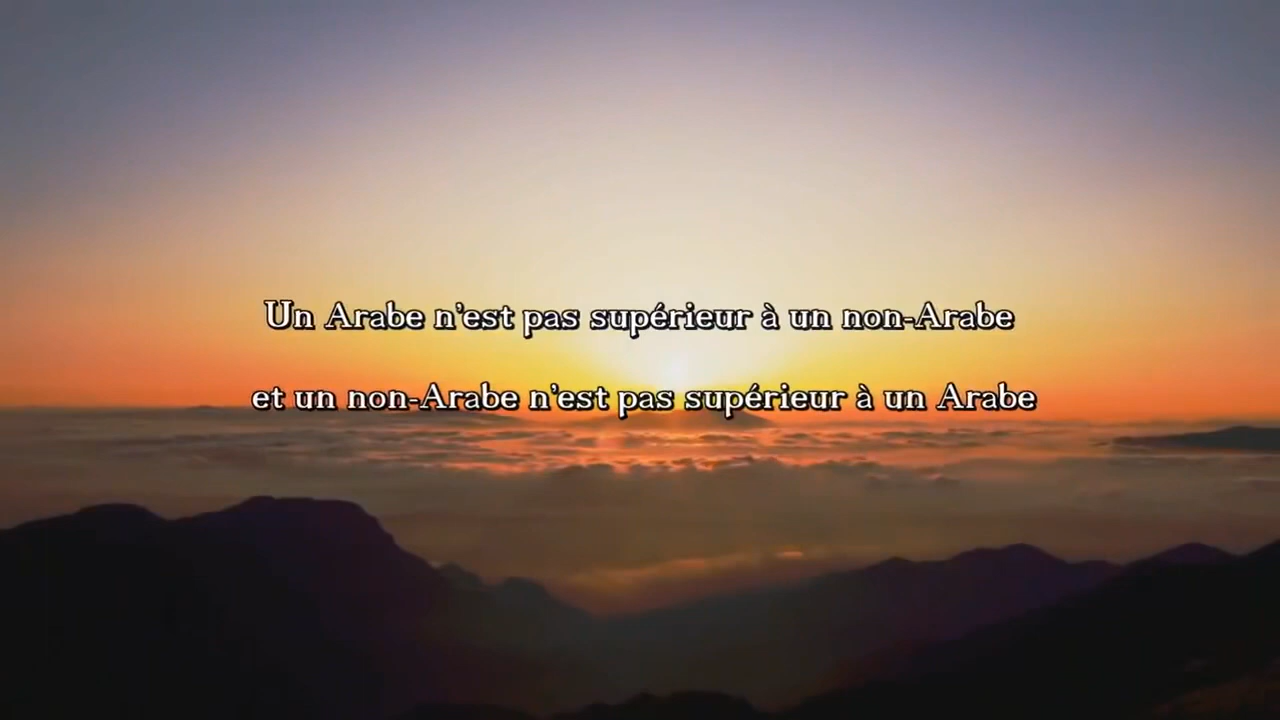 Un Arabe n'est pas supérieur à un non-Arabe
et un non-Arabe n'est pas supérieur à un Arabe